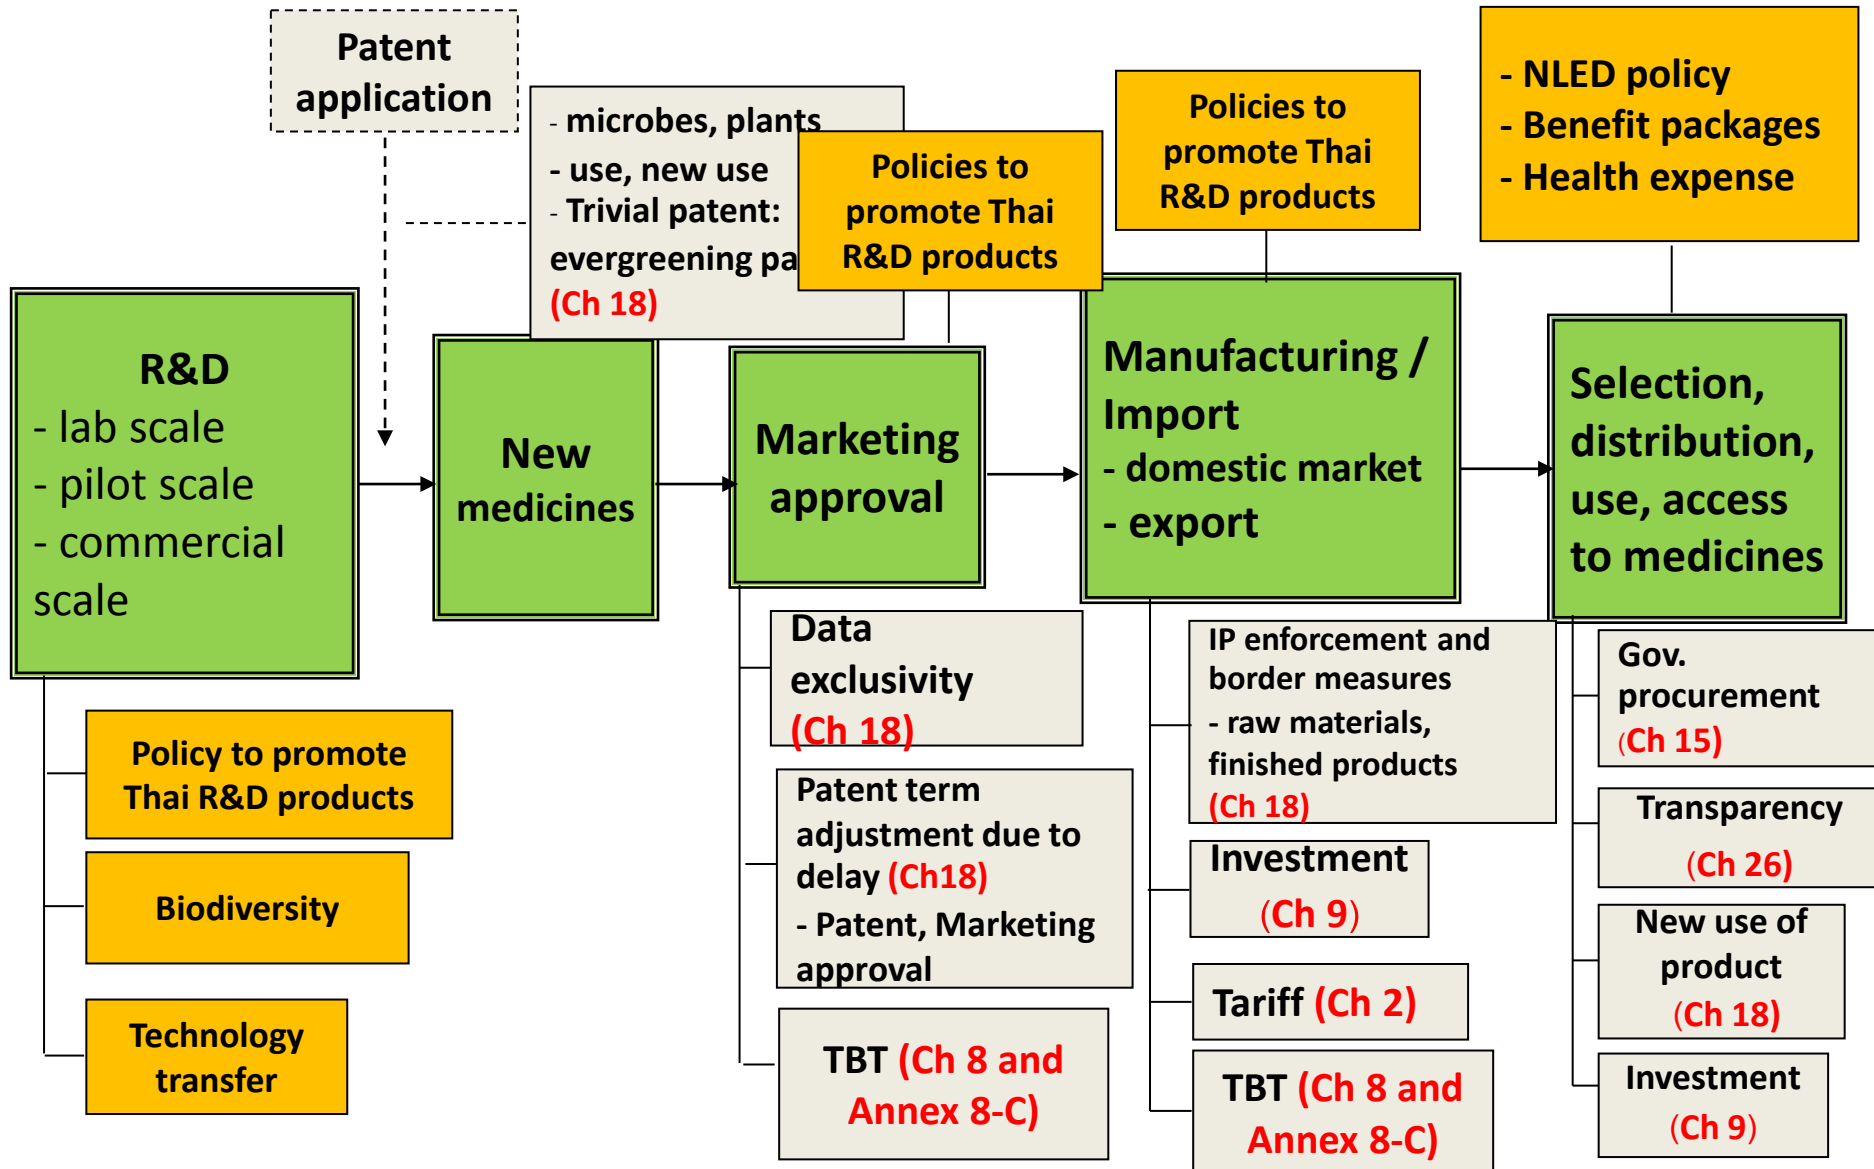 Patent
application
- microbes, plants
- use, new use
- Trivial patent:
evergreening pa
(Ch 18)
Policies to
promote Thai
R&D products
Policies to
promote Thai
R&D products
- NLED policy
- Benefit packages
- Health expense
R&D
- lab scale
- pilot scale
- commercial
scale
New
medicines
Marketing
approval
Manufacturing /
Import
- domestic market
- export
Selection,
distribution,
use, access
to medicines
Policy to promote
Thai R&D products
Biodiversity
Technology
transfer
Data
exclusivity
(Ch 18)
Patent term
adjustment due to
delay (Ch18)
- Patent, Marketing
approval
TBT (Ch 8 and
Annex 8-C)
IP enforcement and
border measures
- raw materials,
finished products
(Ch 18)
Investment
(Ch 9)
Tariff (Ch 2)
TBT (Ch 8 and
Annex 8-C)
Gov.
procurement
(Ch 15)
Transparency
(Ch 26)
New use of
product
(Ch 18)
Investment
(Ch 9)